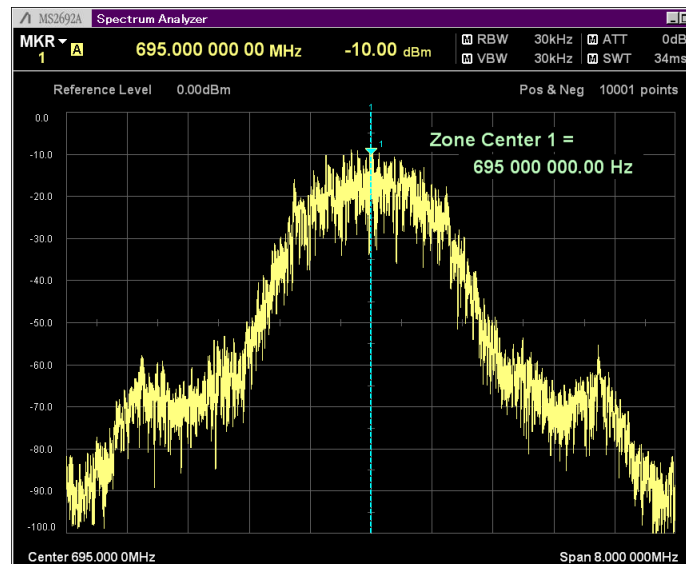 MS2692A Spectrum Analyzer
MKR A 695.000 000 00 MHz -10.00 dBm RBW 30kHz ATT 0dB
1 VBW 30kHz SWT 34ms
Reference Level 0.00dBm Pos & Neg 10001 points
1
0.0
1
Zone Center 1 =
-10.0
695 000 000.00 Hz
-20.0
-30.0
-40.0
-50.0
-60.0
-70.0
-80.0
-90.0
-100.0
Center 695.000 0MHz Span 8.000 000MHz